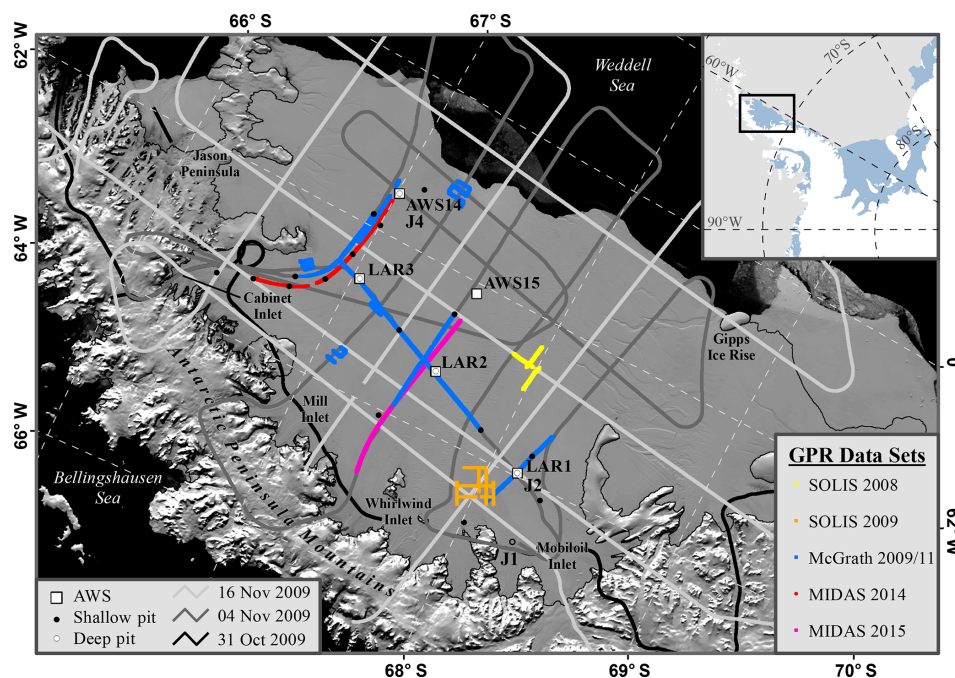 66° S
67° S
62° W
Weddell
Sea
60°W
70°S
80°S
90°W
Jason
Peninsula
AWS14
J4
64° W
LAR3
AWS15
Cabinet
Inlet
Gipps
Ice Rise
LAR2
Mill
Inlet
Antarctic Peninsula Mountains
66° W
LAR1
J2
Bellingshausen
Sea
Whirlwind
Inlet
J1
Mobiloil
Inlet
62° W
GPR Data Sets
SOLIS 2008
SOLIS 2009
McGrath 2009/11
MIDAS 2014
MIDAS 2015
AWS
Shallow pit
Deep pit
16 Nov 2009
04 Nov 2009
31 Oct 2009
68° S
69° S
70° S